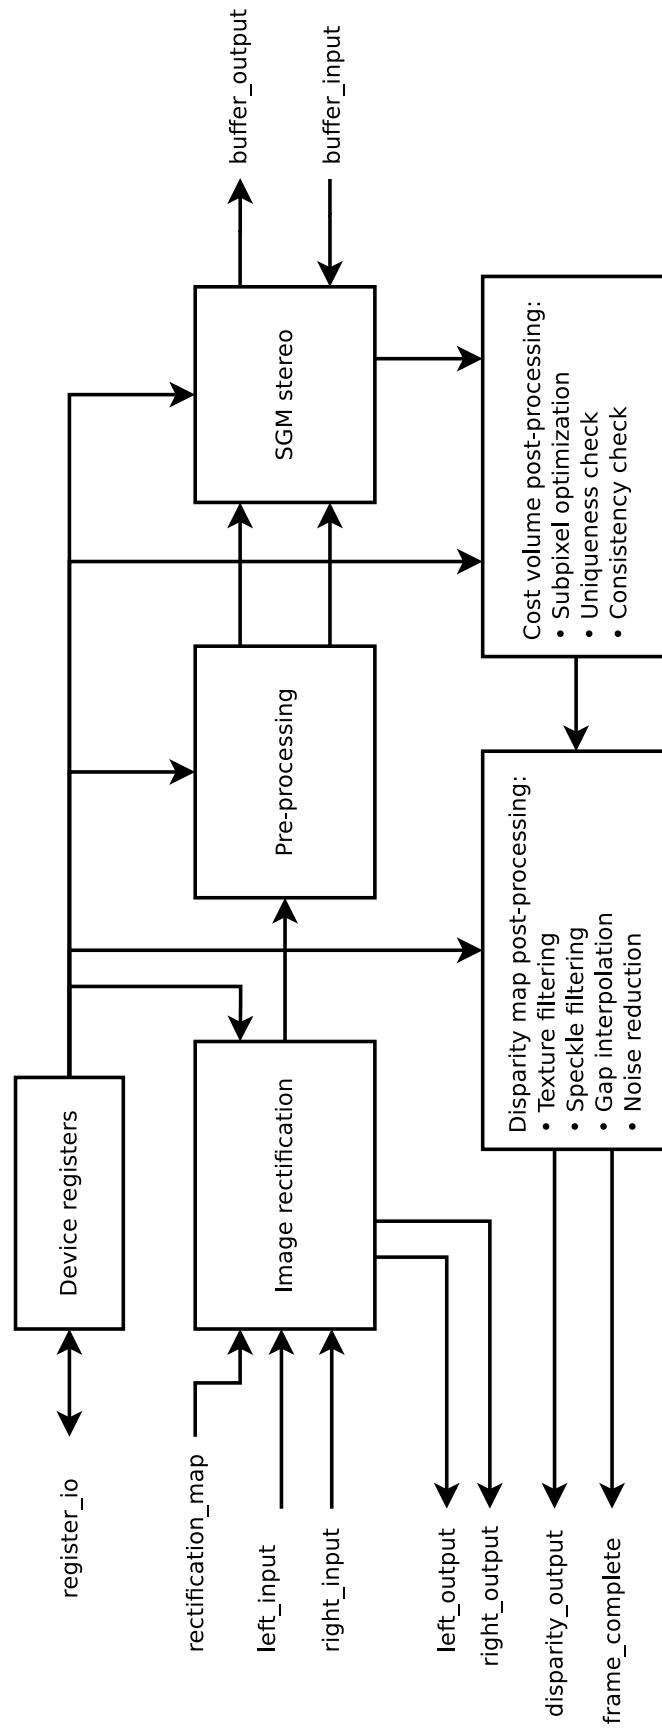 register_io
Device registers
rectification_map
left_input
right_input
Image rectification
Pre-processing
SGM stereo
buffer_output
buffer_input
left_output
right_output
disparity_output
frame_complete
Disparity map post-processing:
• Texture filtering
• Speckle filtering
• Gap interpolation
• Noise reduction
Cost volume post-processing:
• Subpixel optimization
• Uniqueness check
• Consistency check